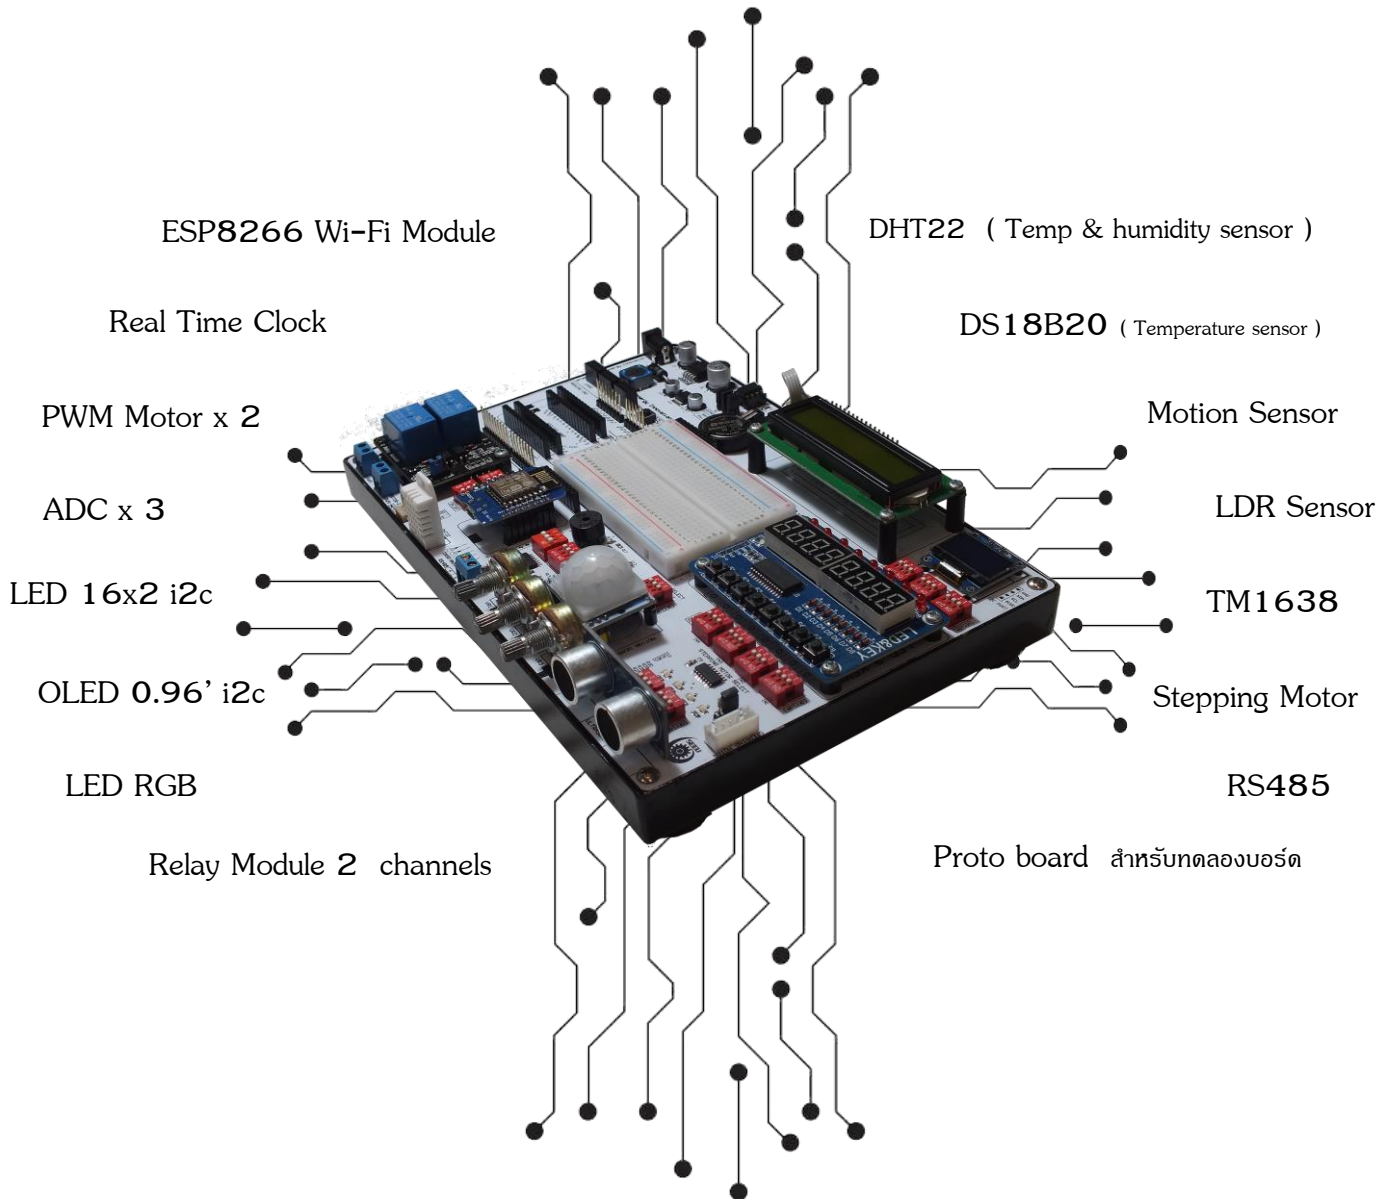 ESP8266 Wi-Fi Module
DHT22 ( Temp & humidity sensor )
Real Time Clock
DS18B20 ( Temperature sensor )
PWM Motor x 2
Motion Sensor
ADC x 3
LDR Sensor
LED 16x2 i2c
TM1638
OLED 0.96' i2c
Stepping Motor
LED RGB
RS485
Relay Module 2 channels
Proto board สำหรับทดลองบอร์ด
LED&KEY